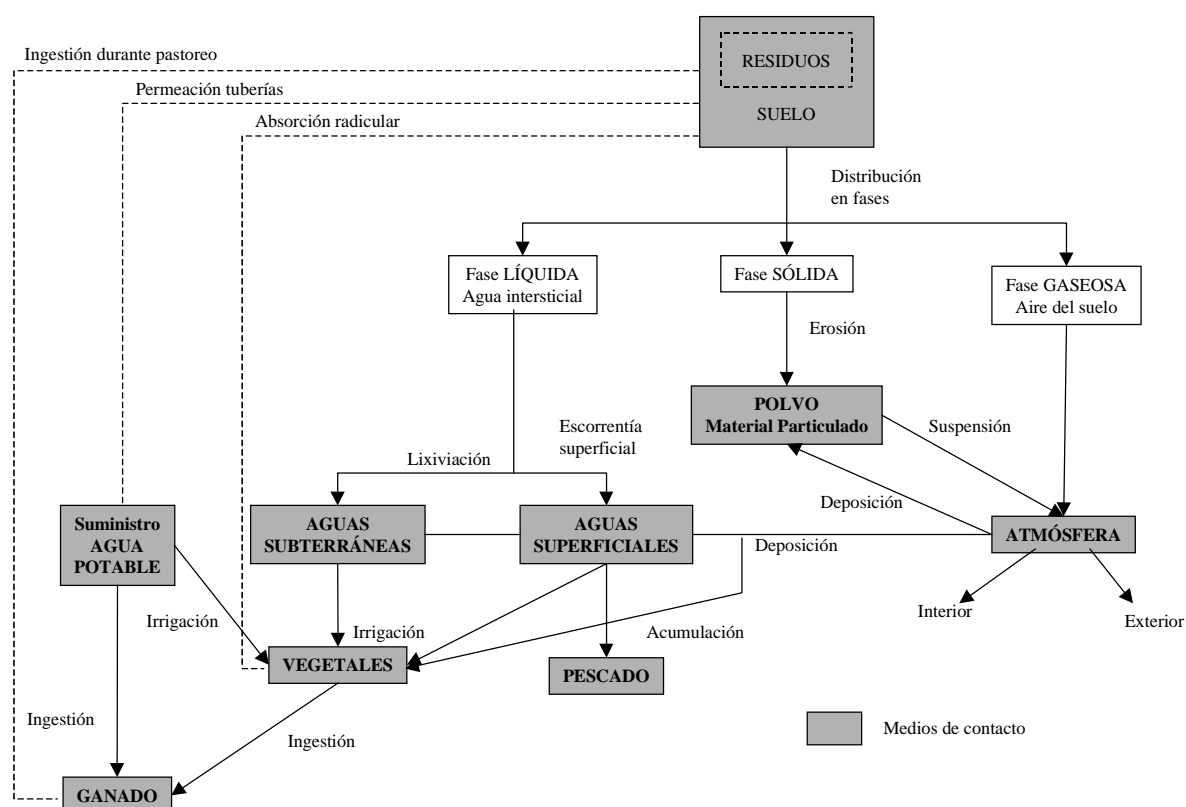 Ingestión durante pastoreo
RESIDUOS
Permeación tuberías
SUELO
Absorción radicular
Distribución
en fases
Fase LÍQUIDA
Agua intersticial
Fase SÓLIDA
Fase GASEOSA
Aire del suelo
Erosión
POLVO
Material Particulado
Suspensión
Escorrentía
superficial
Lixiviación
Deposición
Suministro
AGUA
POTABLE
AGUAS
SUBTERRÁNEAS
AGUAS
SUPERFICIALES
Deposición
ATMÓSFERA
Interior
Exterior
Irrigación
Irrigación
Acumulación
VEGETALES
PESCADO
Ingestión
Ingestión
Medios de contacto
GANADO